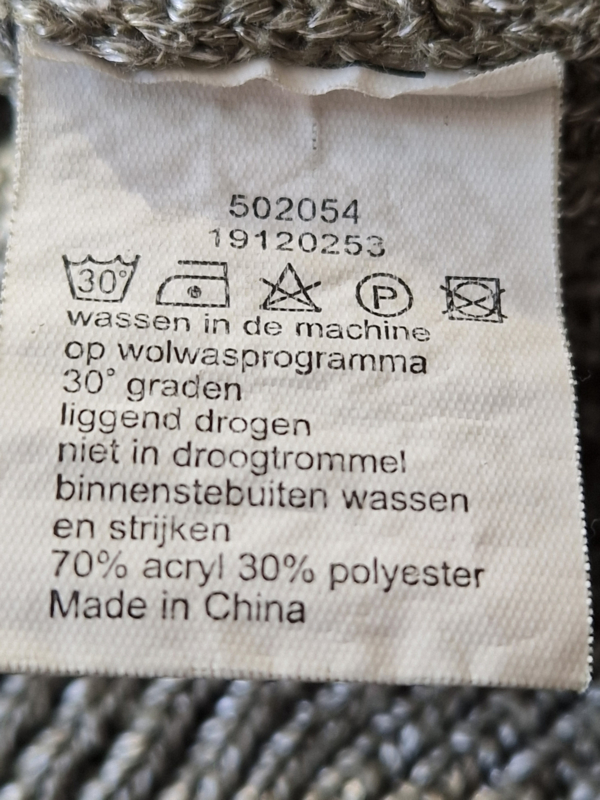 502054
19120253
30° P
wassen in de machine
op wolwasprogramma
30° graden
liggend drogen
niet in droogtrommel
binnenstebuiten wassen
en strijken
70% acryl 30% polyester
Made in China